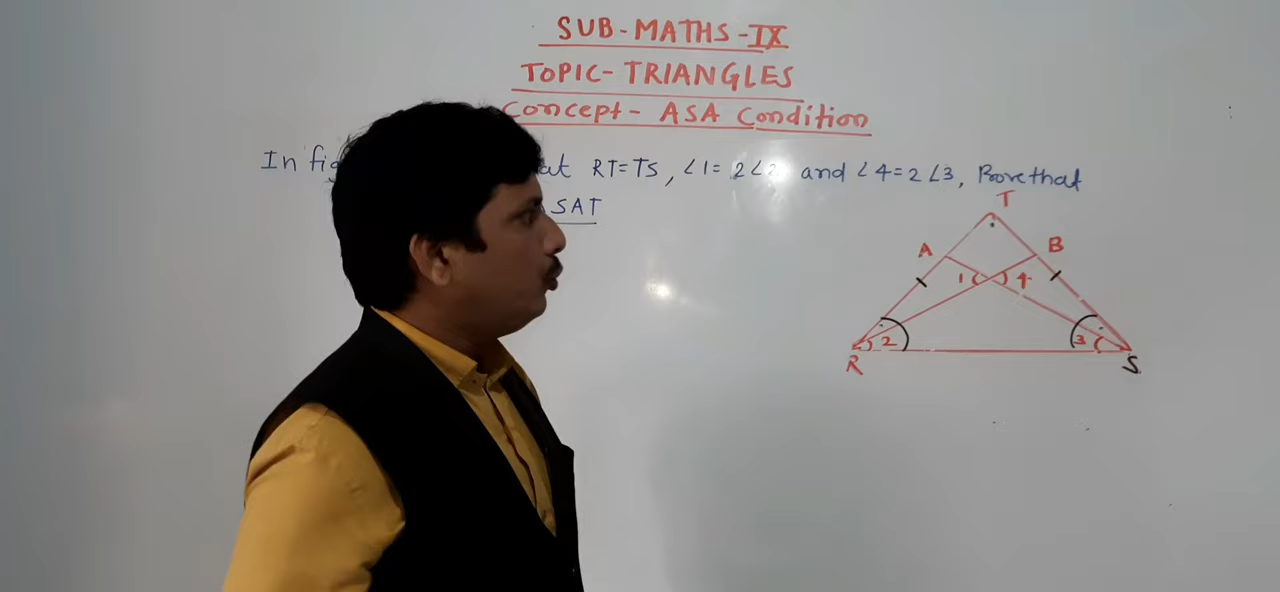 SUB-MATHS-IX
TOPIC-TRIANGLES
Concept- ASA Condition
In fig at RT=TS, ∠1= 2∠2 and ∠4=2∠3, Prove that
SAT
T
A
B
1
4
2
3
R
S